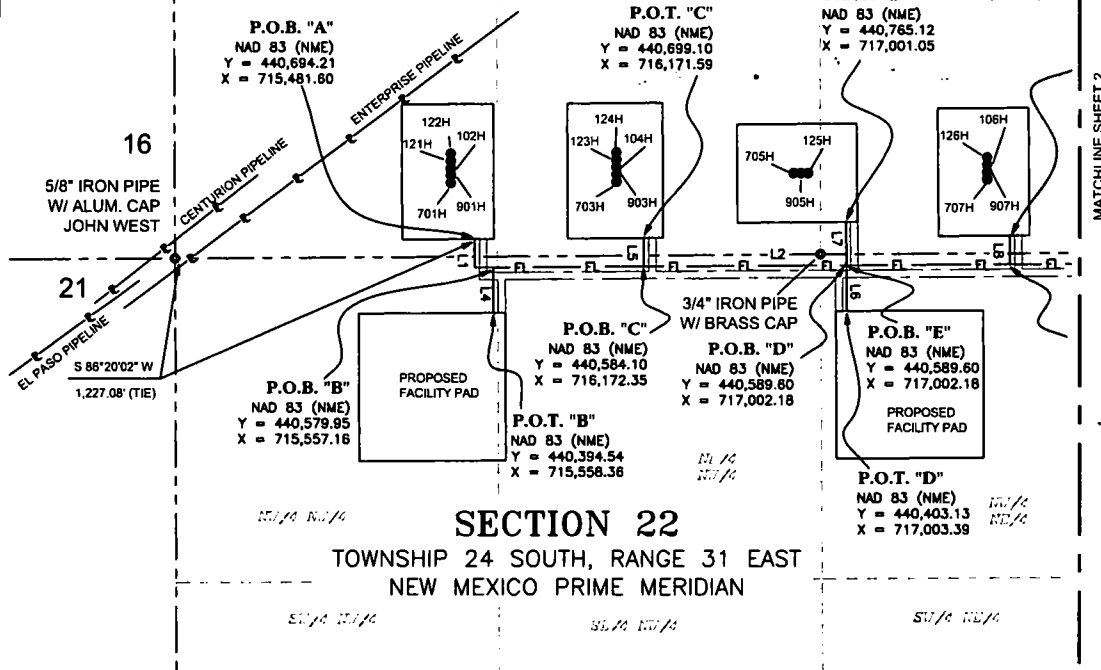 P.O.B. "A"
NAD 83 (NME)
Y = 440,694.21
X = 715,481.60
P.O.T. "C"
NAD 83 (NME)
Y = 440,699.10
X = 716,171.59
NAD 83 (NME)
Y = 440,765.12
X = 717,001.05
MATCHLINE SHEET 2
ENTERPRISE PIPELINE
CENTURION PIPELINE
EL PASO PIPELINE
16
21
5/8" IRON PIPE
W/ ALUM. CAP
JOHN WEST
122H
121H
102H
701H
901H
124H
123H
104H
703H
903H
125H
705H
905H
106H
126H
707H
907H
L1
L5
L2
L7
L8
FL FL FL FL FL FL FL FL
L4
L6
S 86°20'02" W
1,227.08' (TIE)
3/4" IRON PIPE
W/ BRASS CAP
P.O.B. "B"
NAD 83 (NME)
Y = 440,579.95
X = 715,557.16
PROPOSED
FACILITY PAD
P.O.T. "B"
NAD 83 (NME)
Y = 440,394.54
X = 715,558.36
P.O.B. "C"
NAD 83 (NME)
Y = 440,584.10
X = 716,172.35
P.O.B. "D"
NAD 83 (NME)
Y = 440,589.60
X = 717,002.18
P.O.B. "E"
NAD 83 (NME)
Y = 440,589.60
X = 717,002.18
PROPOSED
FACILITY PAD
P.O.T. "D"
NAD 83 (NME)
Y = 440,403.13
X = 717,003.39
SECTION 22
TOWNSHIP 24 SOUTH, RANGE 31 EAST
NEW MEXICO PRIME MERIDIAN